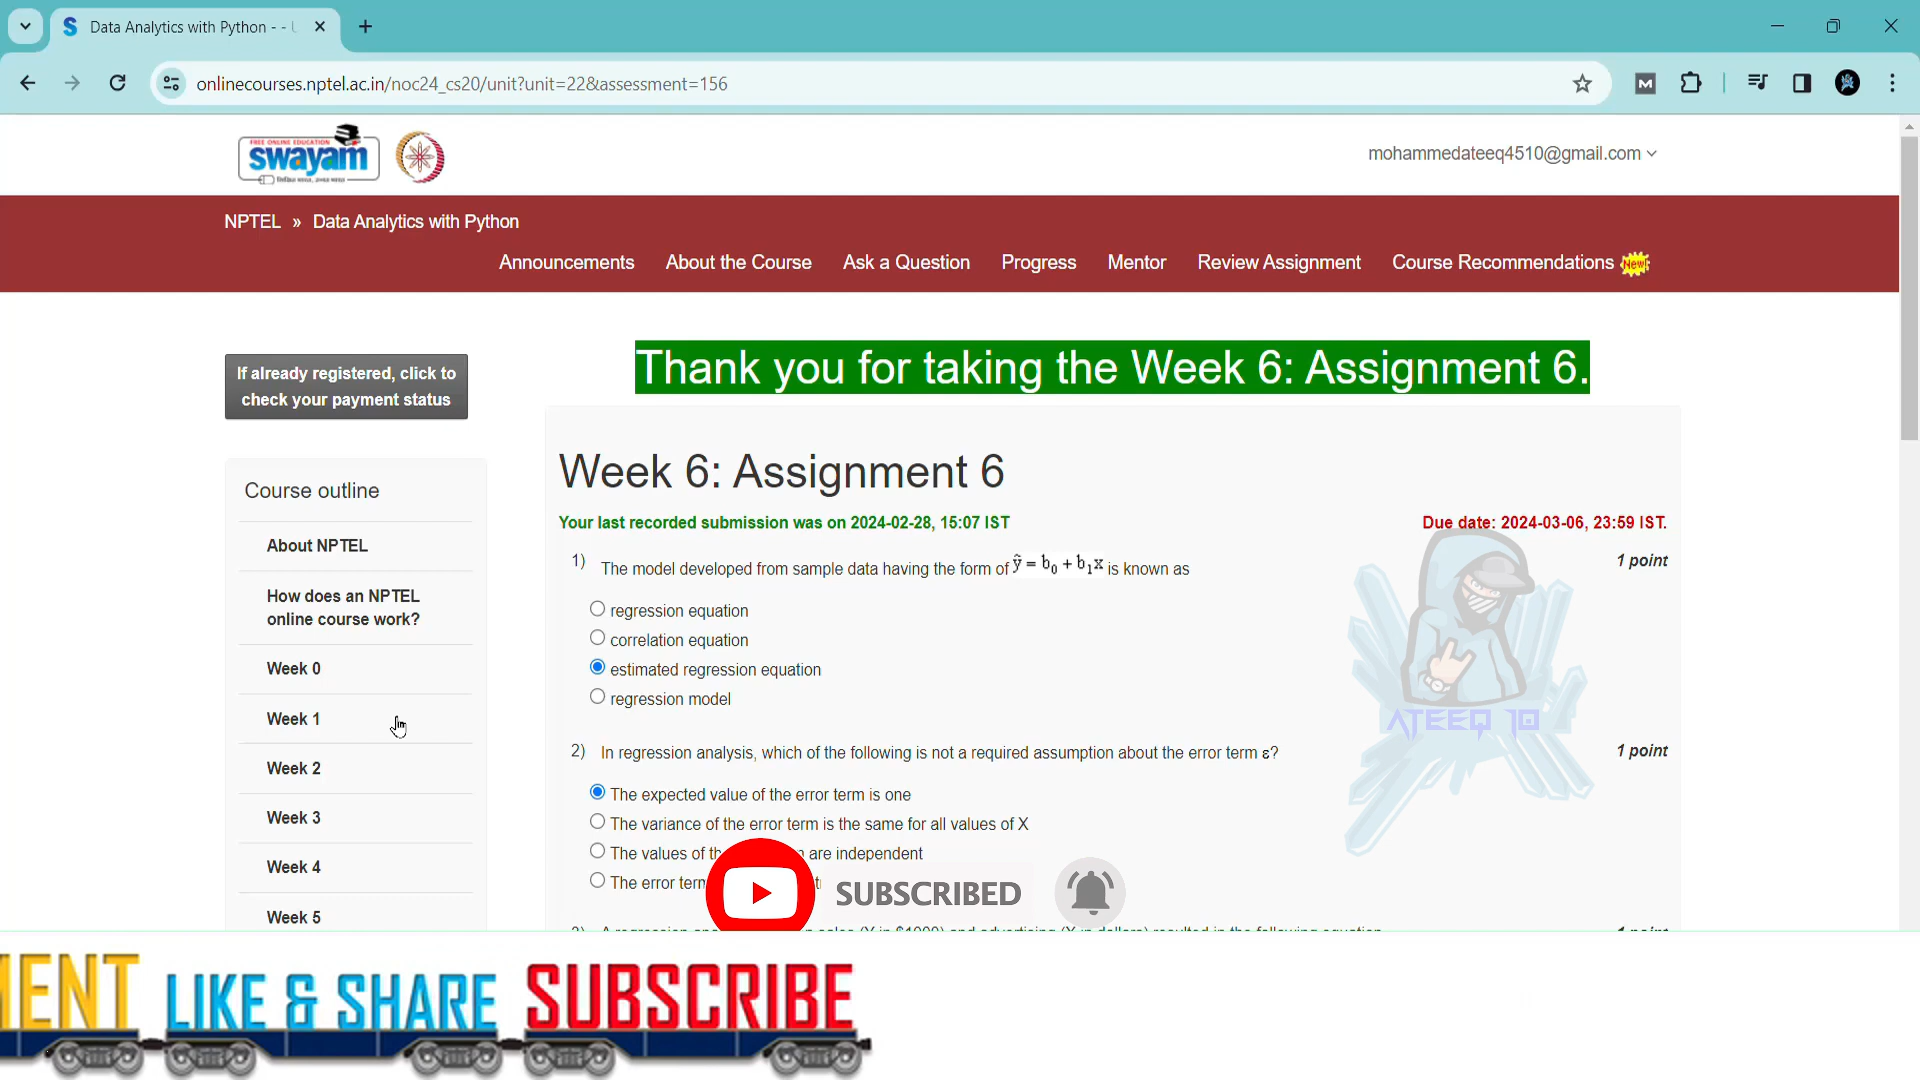 Data Analytics with Python - -
onlinecourses.nptel.ac.in/noc24_cs20/unit?unit=22&assessment=156
FREE ONLINE EDUCATION
swayam
mohammedateeq4510@gmail.com
NPTEL » Data Analytics with Python
Announcements About the Course Ask a Question Progress Mentor Review Assignment Course Recommendations New!
If already registered, click to
check your payment status
Thank you for taking the Week 6: Assignment 6.
Course outline
About NPTEL
How does an NPTEL
online course work?
Week 0
Week 1
Week 2
Week 3
Week 4
Week 5
Week 6: Assignment 6
Your last recorded submission was on 2024-02-28, 15:07 IST Due date: 2024-03-06, 23:59 IST.
1) The model developed from sample data having the form of ŷ = b₀ + b₁x is known as 1 point
regression equation
correlation equation
estimated regression equation
regression model
2) In regression analysis, which of the following is not a required assumption about the error term ε? 1 point
The expected value of the error term is one
The variance of the error term is the same for all values of X
The values of are independent
The error
ATEEQ 10
SUBSCRIBED
LIKE & SHARE SUBSCRIBE